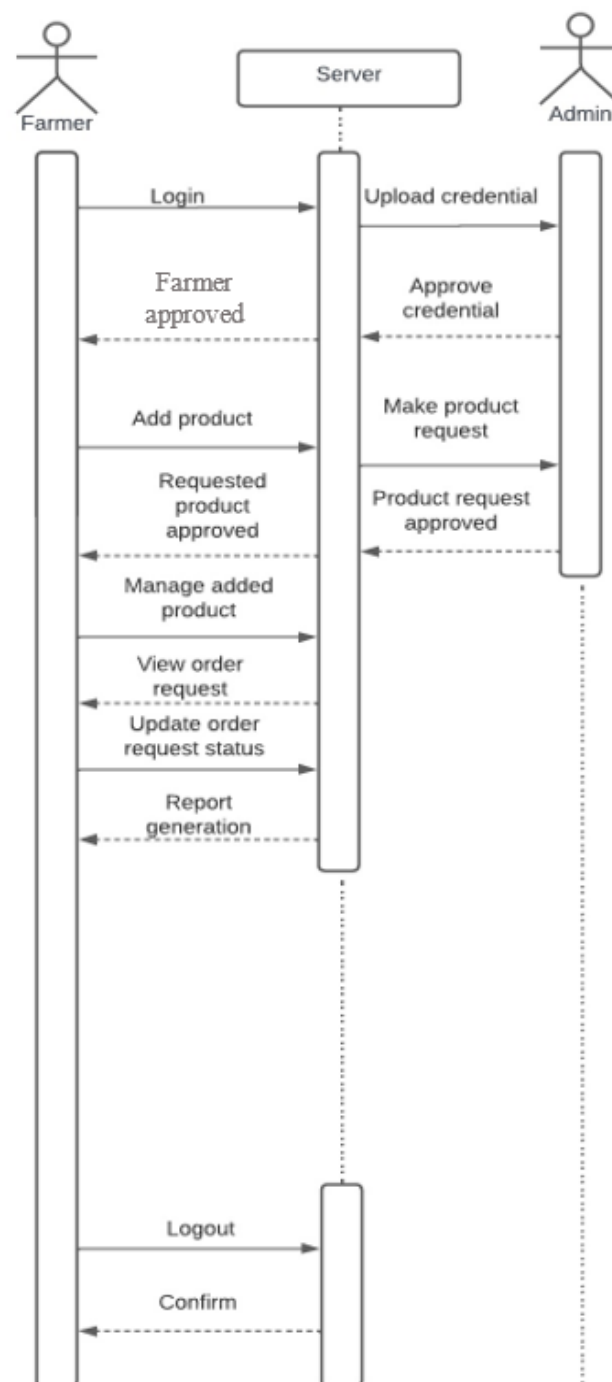 Server
Farmer
Admin
Login
Upload credential
Farmer
approved
Approve
credential
Add product
Make product
request
Requested
product
approved
Product request
approved
Manage added
product
View order
request
Update order
request status
Report
generation
Logout
Confirm